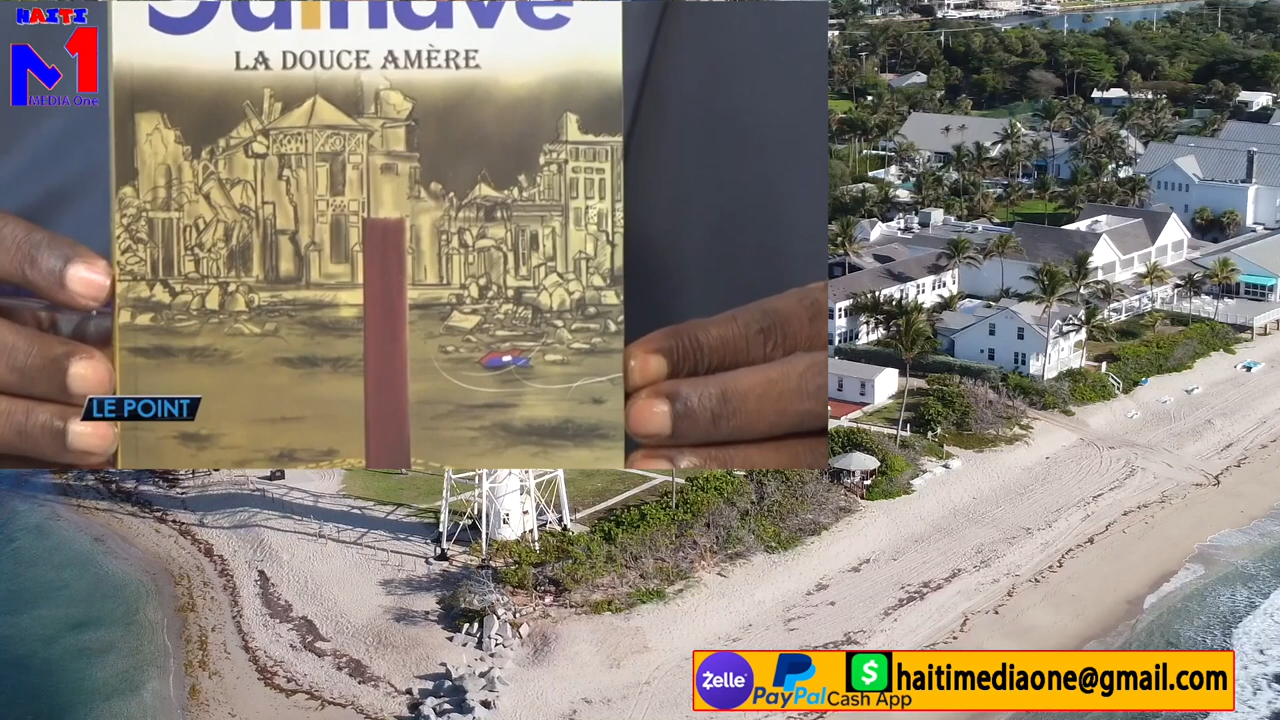 HAITI
MEDIA One
LA DOUCE AMÈRE
LE POINT
Zelle
PayPal
$
Cash App
haitimediaone@gmail.com